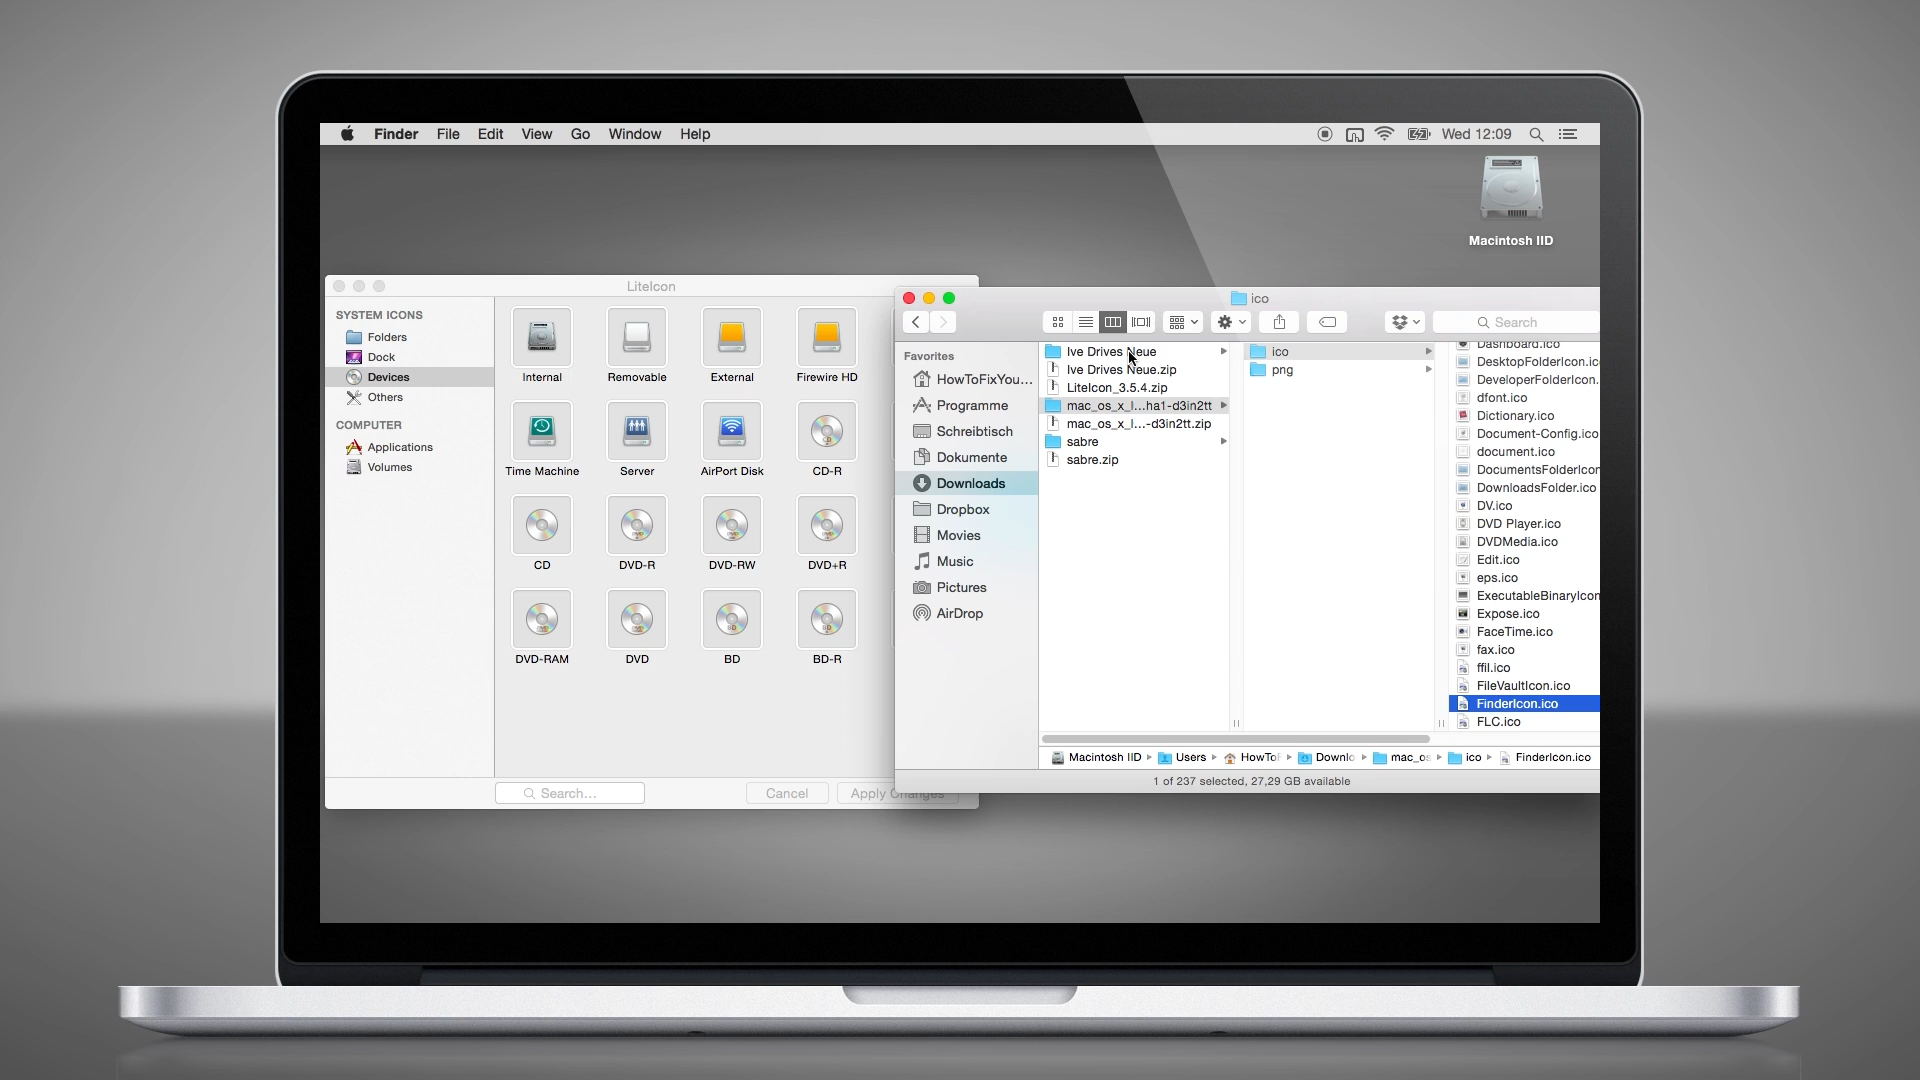 Finder File Edit View Go Window Help Wed 12:09
Macintosh IID
LiteIcon
SYSTEM ICONS
Folders
Dock
Devices
Others
COMPUTER
Applications
Volumes
Internal Removable External Firewire HD
Time Machine Server AirPort Disk CD-R
CD DVD-R DVD-RW DVD+R
DVD-RAM DVD BD BD-R
Search...
Cancel
Apply Changes
ico
Search
Favorites
HowToFixYou...
Programme
Schreibtisch
Dokumente
Downloads
Dropbox
Movies
Music
Pictures
AirDrop
Ive Drives Neue
Ive Drives Neue.zip
LiteIcon_3.5.4.zip
mac_os_x_l...ha1-d3in2tt
mac_os_x_l...-d3in2tt.zip
sabre
sabre.zip
ico
png
Dashboard.ico
DesktopFolderIcon.ic
DeveloperFolderIcon.
dfont.ico
Dictionary.ico
Document-Config.ico
document.ico
DocumentsFolderIcon
DownloadsFolder.ico
DV.ico
DVD Player.ico
DVDMedia.ico
Edit.ico
eps.ico
ExecutableBinaryIcon
Expose.ico
FaceTime.ico
fax.ico
ffil.ico
FileVaultIcon.ico
FinderIcon.ico
FLC.ico
Macintosh IID Users HowToF Downlo mac_os ico FinderIcon.ico
1 of 237 selected, 27,29 GB available